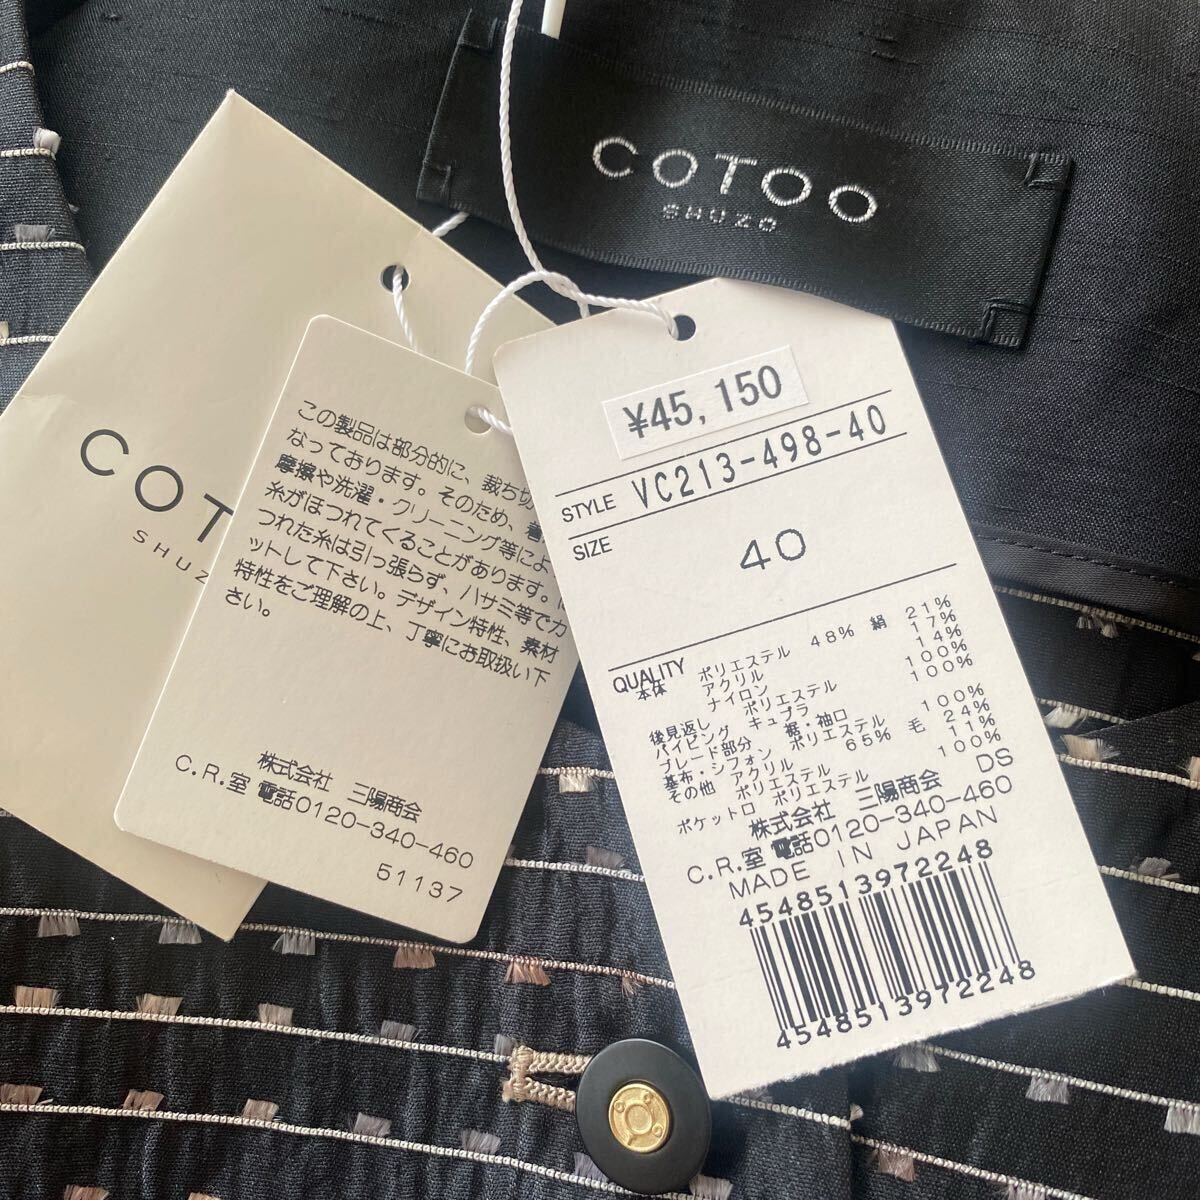 COTOO
SHUZO
COT
SHUZ
この製品は部分的に、裁ち切
なっております。そのため、着
摩擦や洗濯・クリーニング等によ
糸がほつれてくることがあります。
つれた糸は引っ張らず、ハサミ等でカ
ットして下さい。デザイン特性、素材
特性をご理解の上、丁寧にお取扱い下
さい。
株式会社 三陽商会
C.R.室 電話0120-340-460
51137
¥45,150
STYLE VC213-498-40
SIZE
40
QUALITY
本体 ポリエステル 48% 絹 21%
アクリル 17%
ナイロン 14%
後見返し ポリエステル 100%
パイピング キュプラ 100%
ブレード部分 裾・袖口
基布・シフォン ポリエステル 100%
その他 アクリル 65% 毛 24%
ポリエステル 11%
ポケット口 ポリエステル 100%
株式会社 三陽商会 DS
C.R.室 電話0120-340-460
MADE IN JAPAN
4548513972248
4548513972248